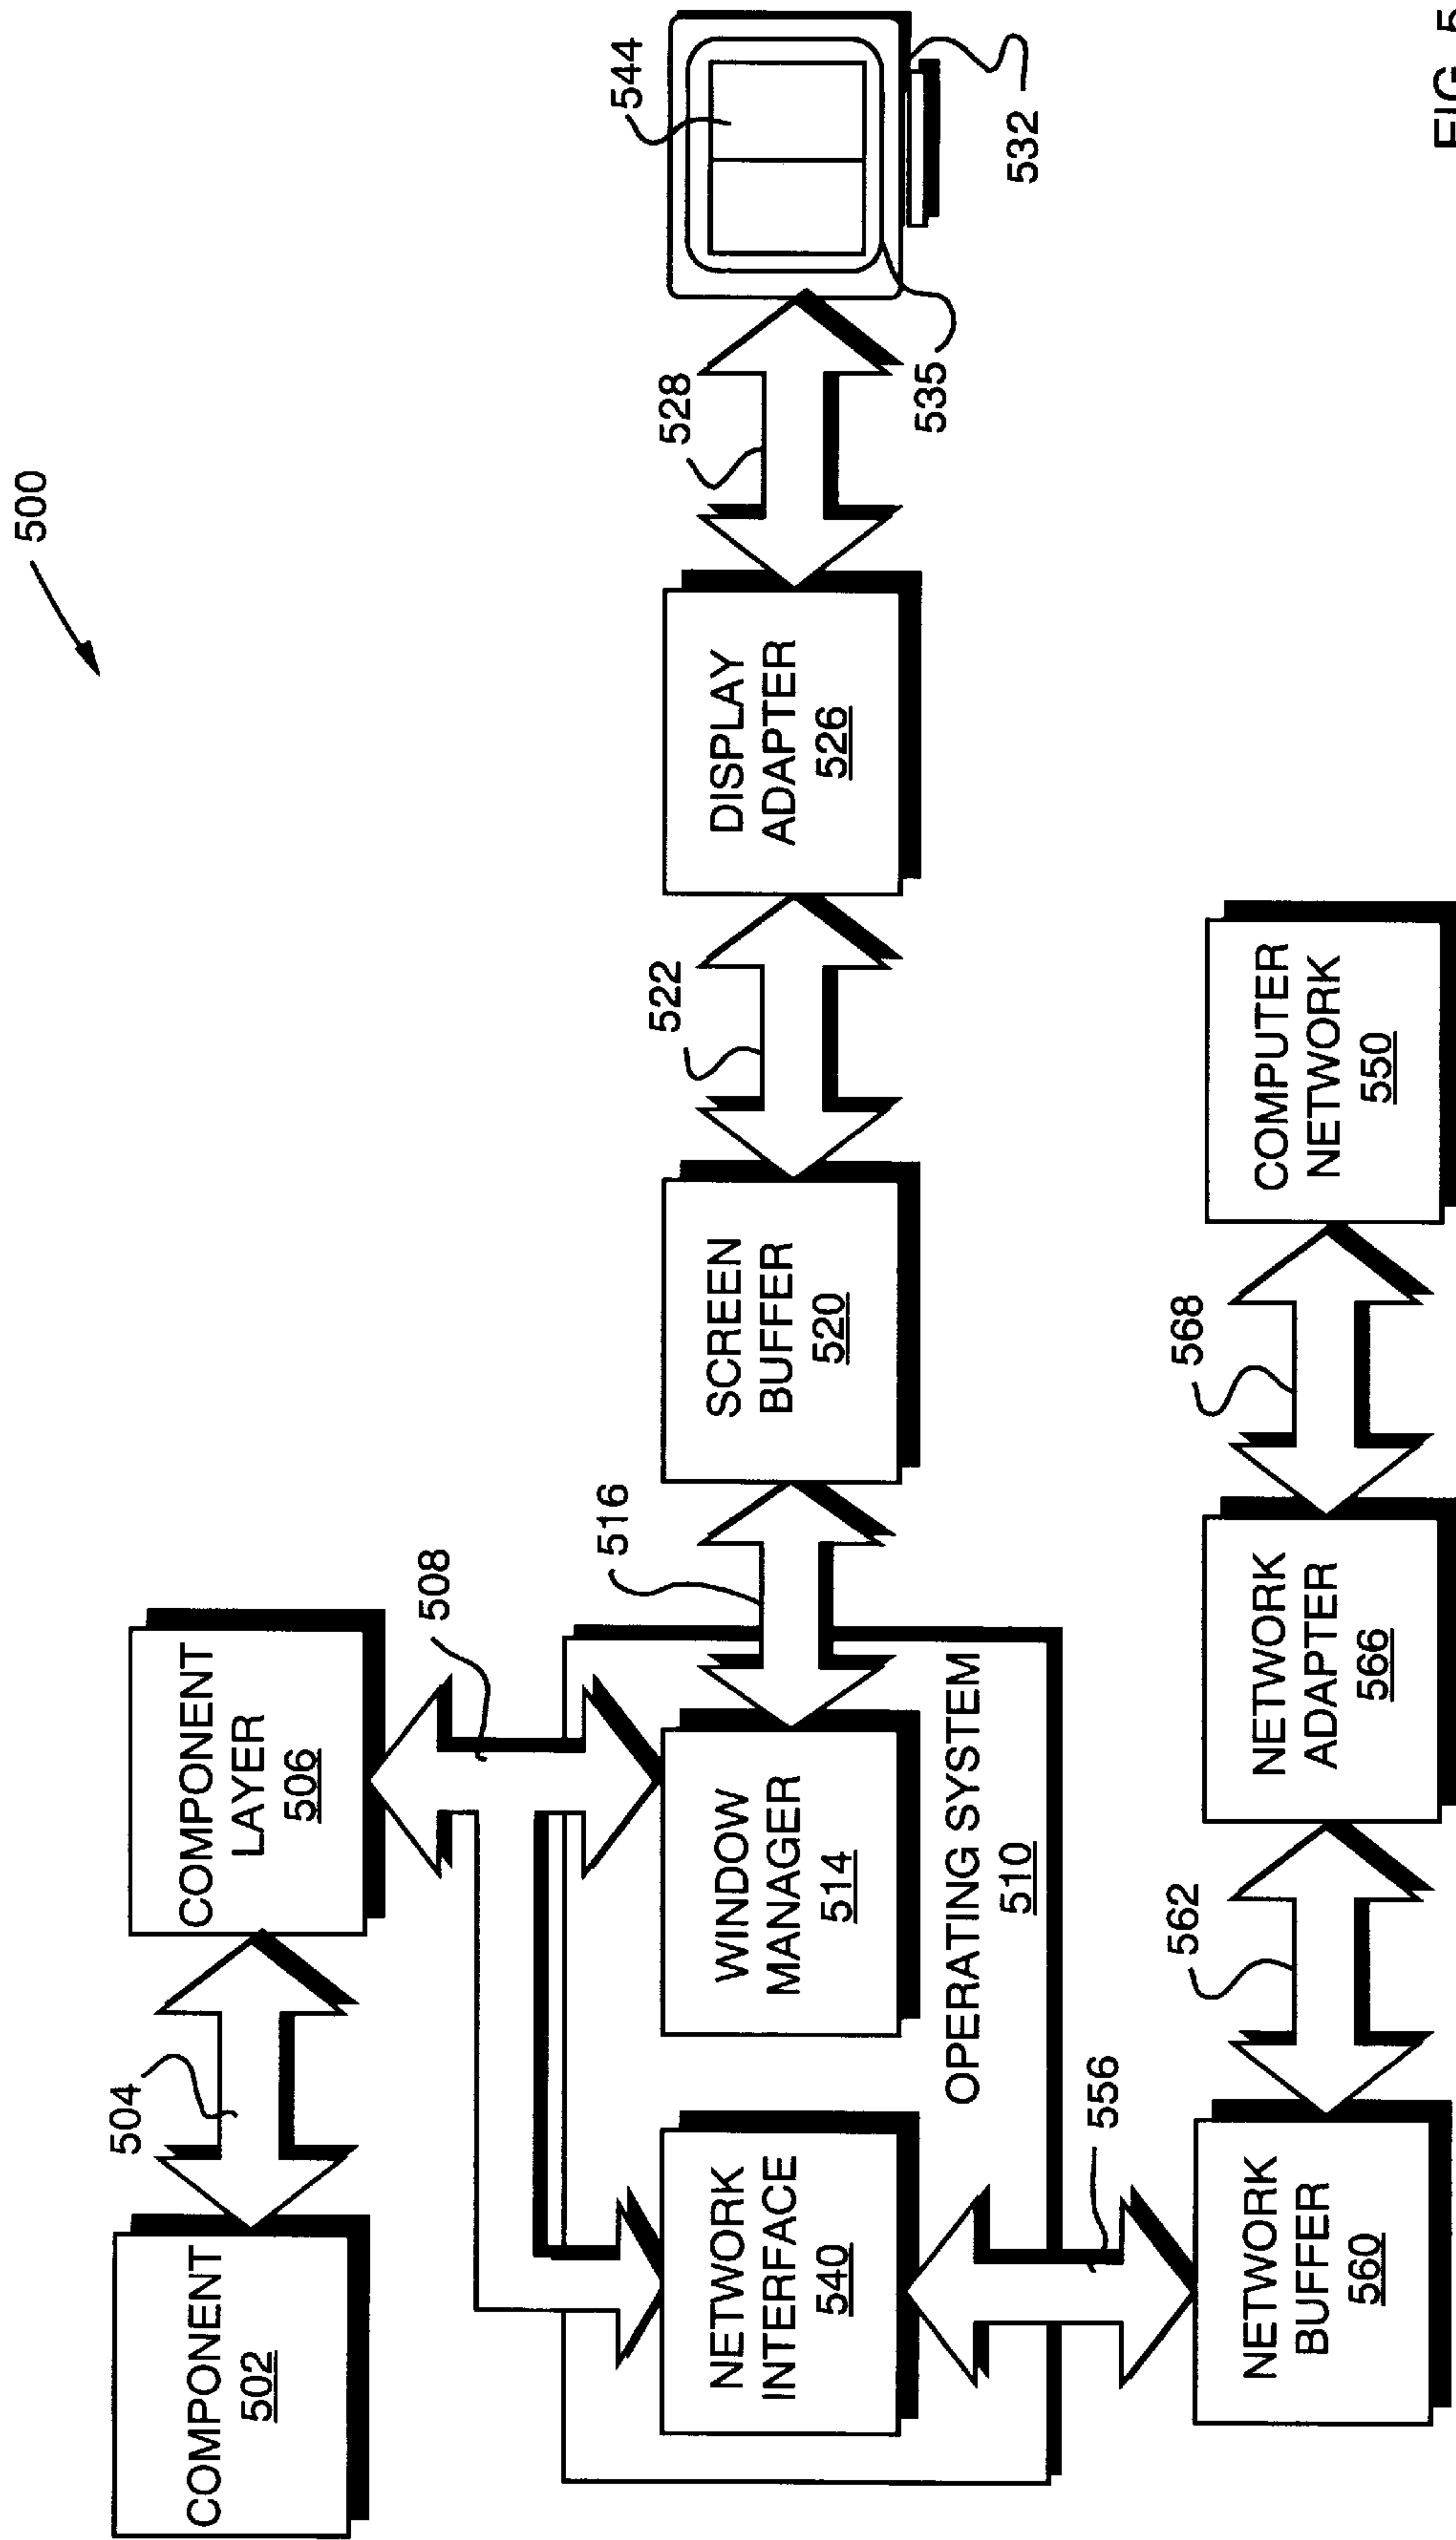 500
COMPONENT
502
504
COMPONENT
LAYER
506
508
NETWORK
INTERFACE
540
WINDOW
MANAGER
514
OPERATING SYSTEM
510
516
SCREEN
BUFFER
520
522
DISPLAY
ADAPTER
526
528
544
535
532
556
NETWORK
BUFFER
560
562
NETWORK
ADAPTER
566
568
COMPUTER
NETWORK
550
FIG. 5